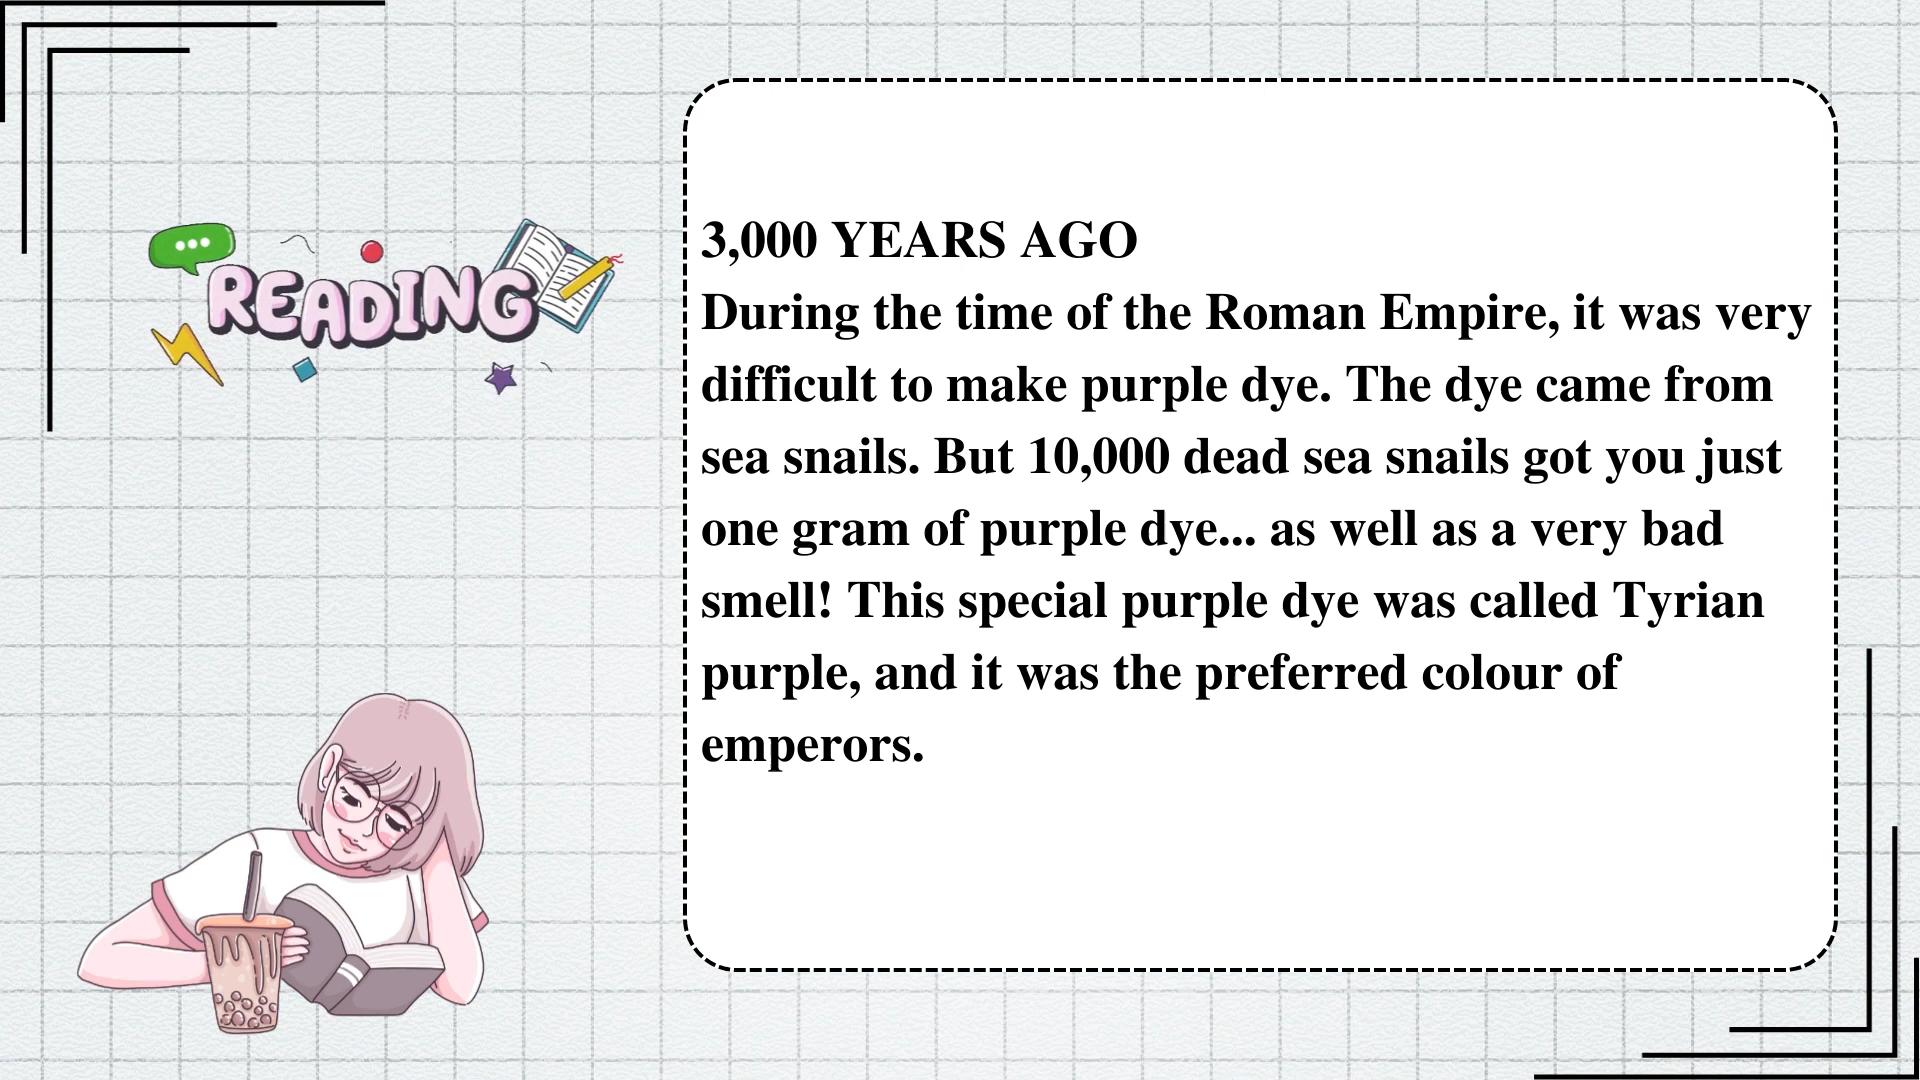 READING
3,000 YEARS AGO
During the time of the Roman Empire, it was very
difficult to make purple dye. The dye came from
sea snails. But 10,000 dead sea snails got you just
one gram of purple dye... as well as a very bad
smell! This special purple dye was called Tyrian
purple, and it was the preferred colour of
emperors.